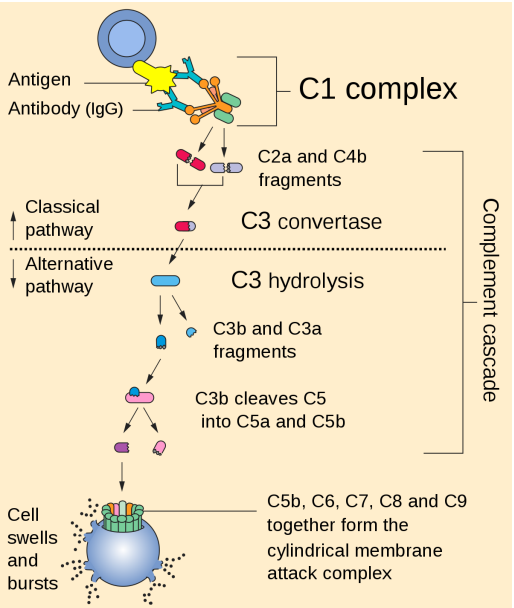 Antigen
Antibody (IgG)
C1 complex
C2a and C4b
fragments
Classical
pathway
C3 convertase
Alternative
pathway
C3 hydrolysis
C3b and C3a
fragments
C3b cleaves C5
into C5a and C5b
Complement cascade
Cell
swells
and
bursts
C5b, C6, C7, C8 and C9
together form the
cylindrical membrane
attack complex